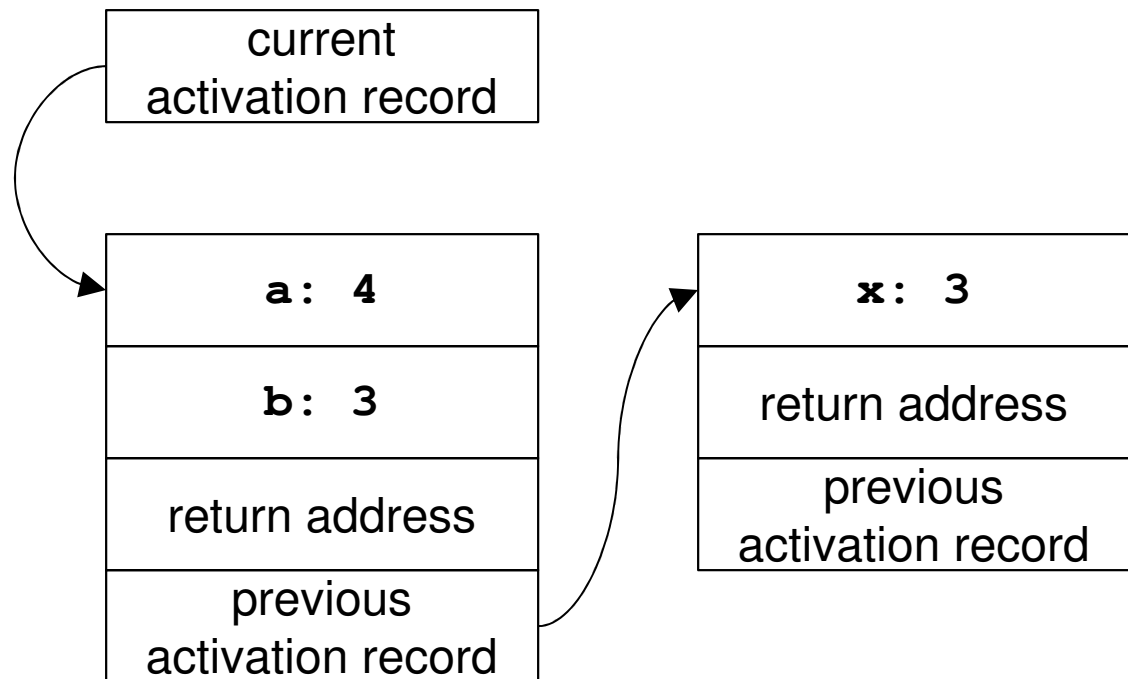 current
activation record
a: 4
b: 3
return address
previous
activation record
x: 3
return address
previous
activation record